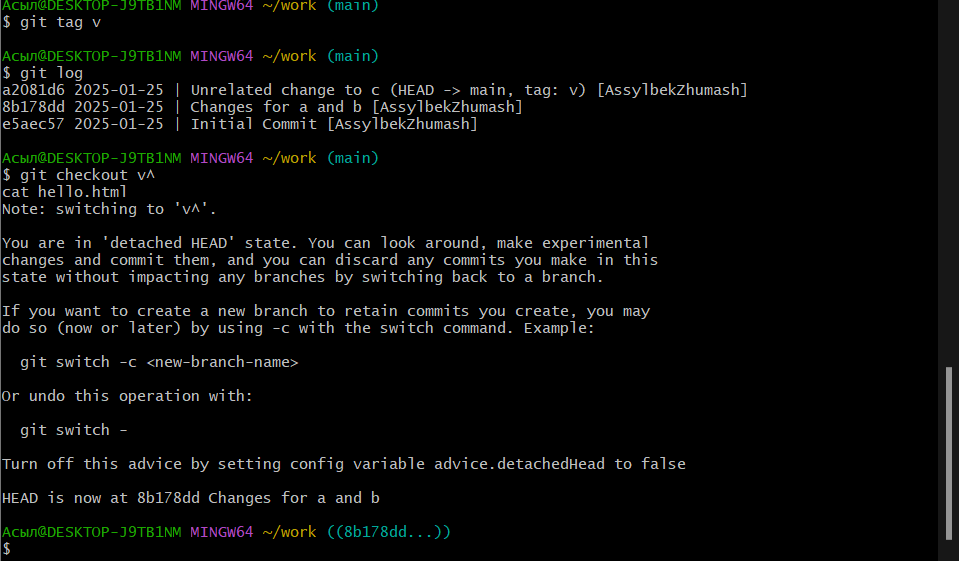 Асыл@DESKTOP-J9TB1NM MINGW64 ~/work (main)
$ git tag v

Асыл@DESKTOP-J9TB1NM MINGW64 ~/work (main)
$ git log
a2081d6 2025-01-25 | Unrelated change to c (HEAD -> main, tag: v) [AssylbekZhumash]
8b178dd 2025-01-25 | Changes for a and b [AssylbekZhumash]
e5aec57 2025-01-25 | Initial Commit [AssylbekZhumash]

Асыл@DESKTOP-J9TB1NM MINGW64 ~/work (main)
$ git checkout v^
cat hello.html
Note: switching to 'v^'.

You are in 'detached HEAD' state. You can look around, make experimental
changes and commit them, and you can discard any commits you make in this
state without impacting any branches by switching back to a branch.

If you want to create a new branch to retain commits you create, you may
do so (now or later) by using -c with the switch command. Example:

  git switch -c <new-branch-name>

Or undo this operation with:

  git switch -

Turn off this advice by setting config variable advice.detachedHead to false

HEAD is now at 8b178dd Changes for a and b

Асыл@DESKTOP-J9TB1NM MINGW64 ~/work ((8b178dd...))
$